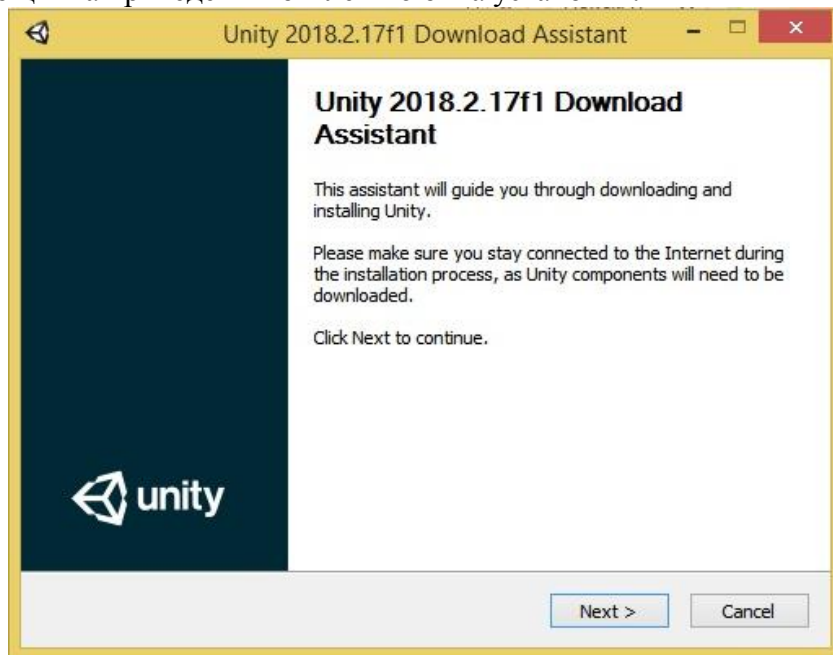 Unity 2018.2.17f1 Download Assistant
Unity 2018.2.17f1 Download
Assistant
This assistant will guide you through downloading and
installing Unity.
Please make sure you stay connected to the Internet during
the installation process, as Unity components will need to be
downloaded.
Click Next to continue.
unity
Next >
Cancel